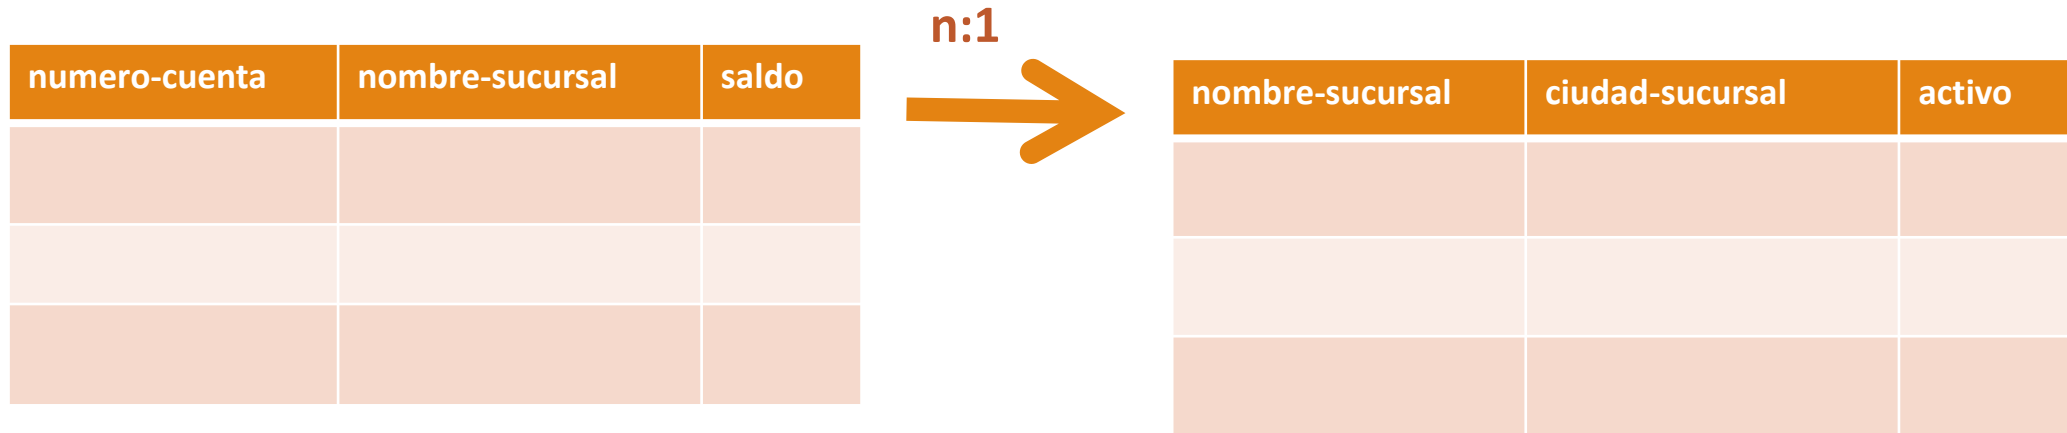 n:1
numero-cuenta nombre-sucursal saldo
nombre-sucursal ciudad-sucursal activo